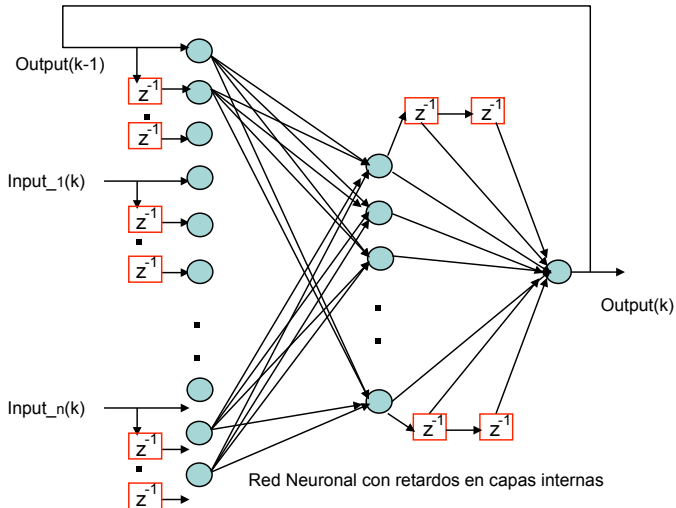 Output(k-1)
z⁻¹
z⁻¹
Input_1(k)
z⁻¹
z⁻¹
Input_n(k)
z⁻¹
z⁻¹
z⁻¹ z⁻¹
Output(k)
z⁻¹ z⁻¹
Red Neuronal con retardos en capas internas